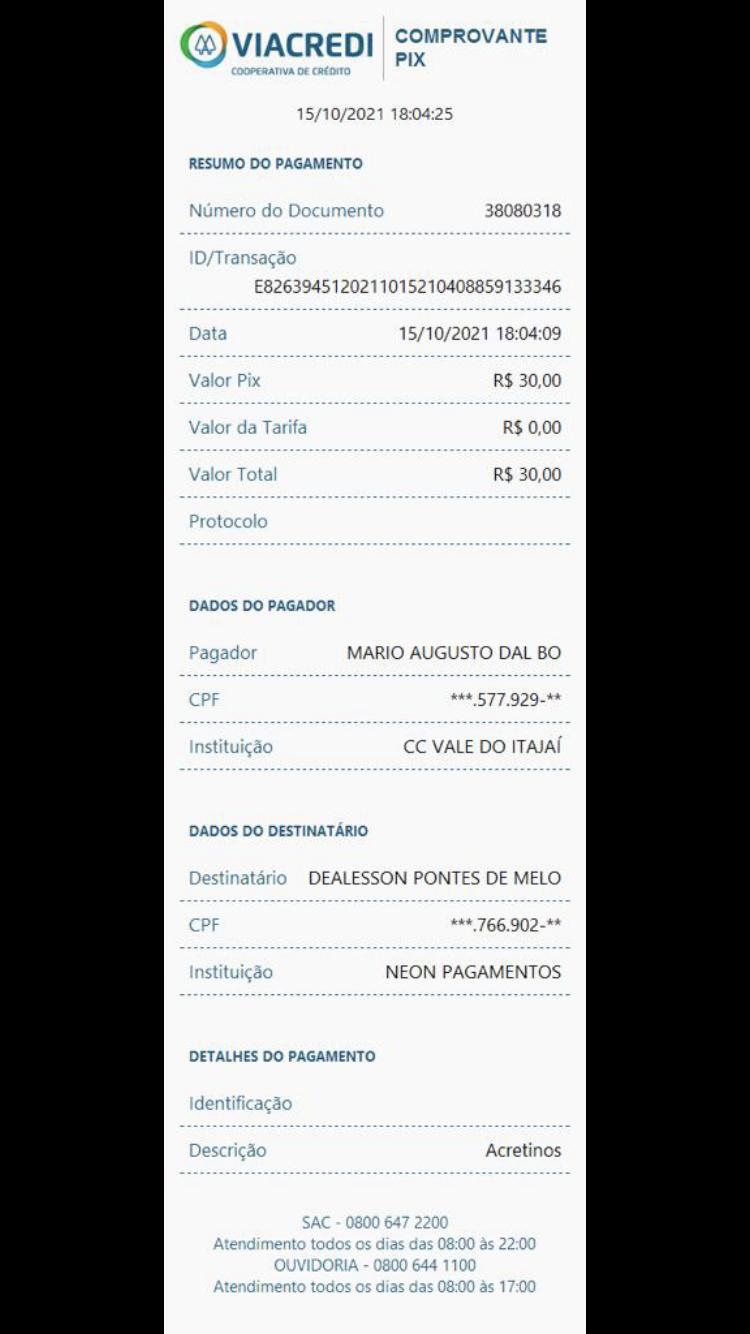 VIACREDI
COOPERATIVA DE CRÉDITO
COMPROVANTE
PIX
15/10/2021 18:04:25
RESUMO DO PAGAMENTO
Número do Documento 38080318
ID/Transação
E8263945120211015210408859133346
Data 15/10/2021 18:04:09
Valor Pix R$ 30,00
Valor da Tarifa R$ 0,00
Valor Total R$ 30,00
Protocolo
DADOS DO PAGADOR
Pagador MARIO AUGUSTO DAL BO
CPF ***.577.929-**
Instituição CC VALE DO ITAJAÍ
DADOS DO DESTINATÁRIO
Destinatário DEALESSON PONTES DE MELO
CPF ***.766.902-**
Instituição NEON PAGAMENTOS
DETALHES DO PAGAMENTO
Identificação
Descrição Acretinos
SAC - 0800 647 2200
Atendimento todos os dias das 08:00 às 22:00
OUVIDORIA - 0800 644 1100
Atendimento todos os dias das 08:00 às 17:00